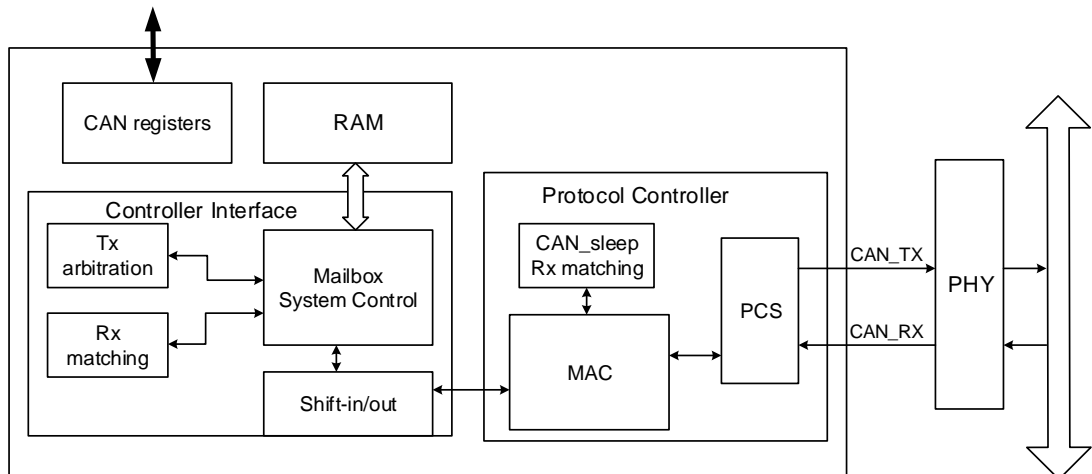 CAN registers
RAM
Controller Interface
Tx
arbitration
Rx
matching
Mailbox
System Control
Shift-in/out
Protocol Controller
CAN_sleep
Rx matching
MAC
PCS
CAN_TX
CAN_RX
PHY